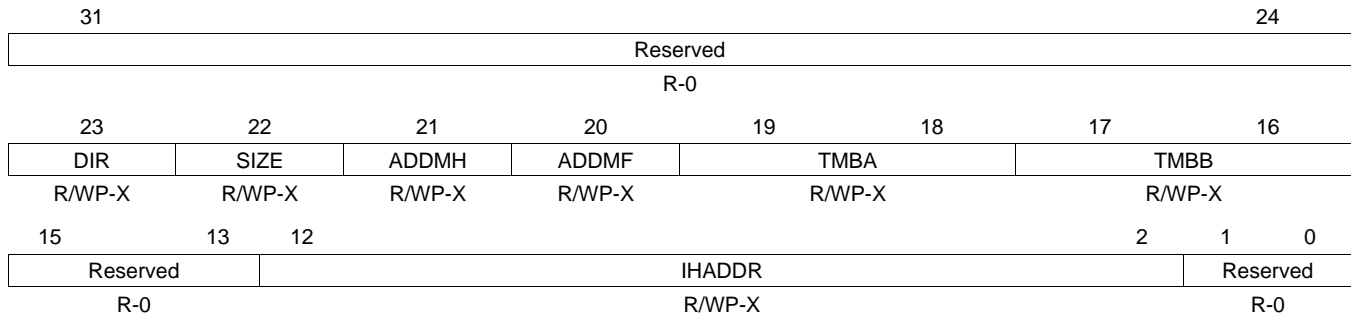 31 24
Reserved
R-0
23 22 21 20 19 18 17 16
DIR SIZE ADDMH ADDMF TMBA TMBB
R/WP-X R/WP-X R/WP-X R/WP-X R/WP-X R/WP-X
15 13 12 2 1 0
Reserved IHADDR Reserved
R-0 R/WP-X R-0